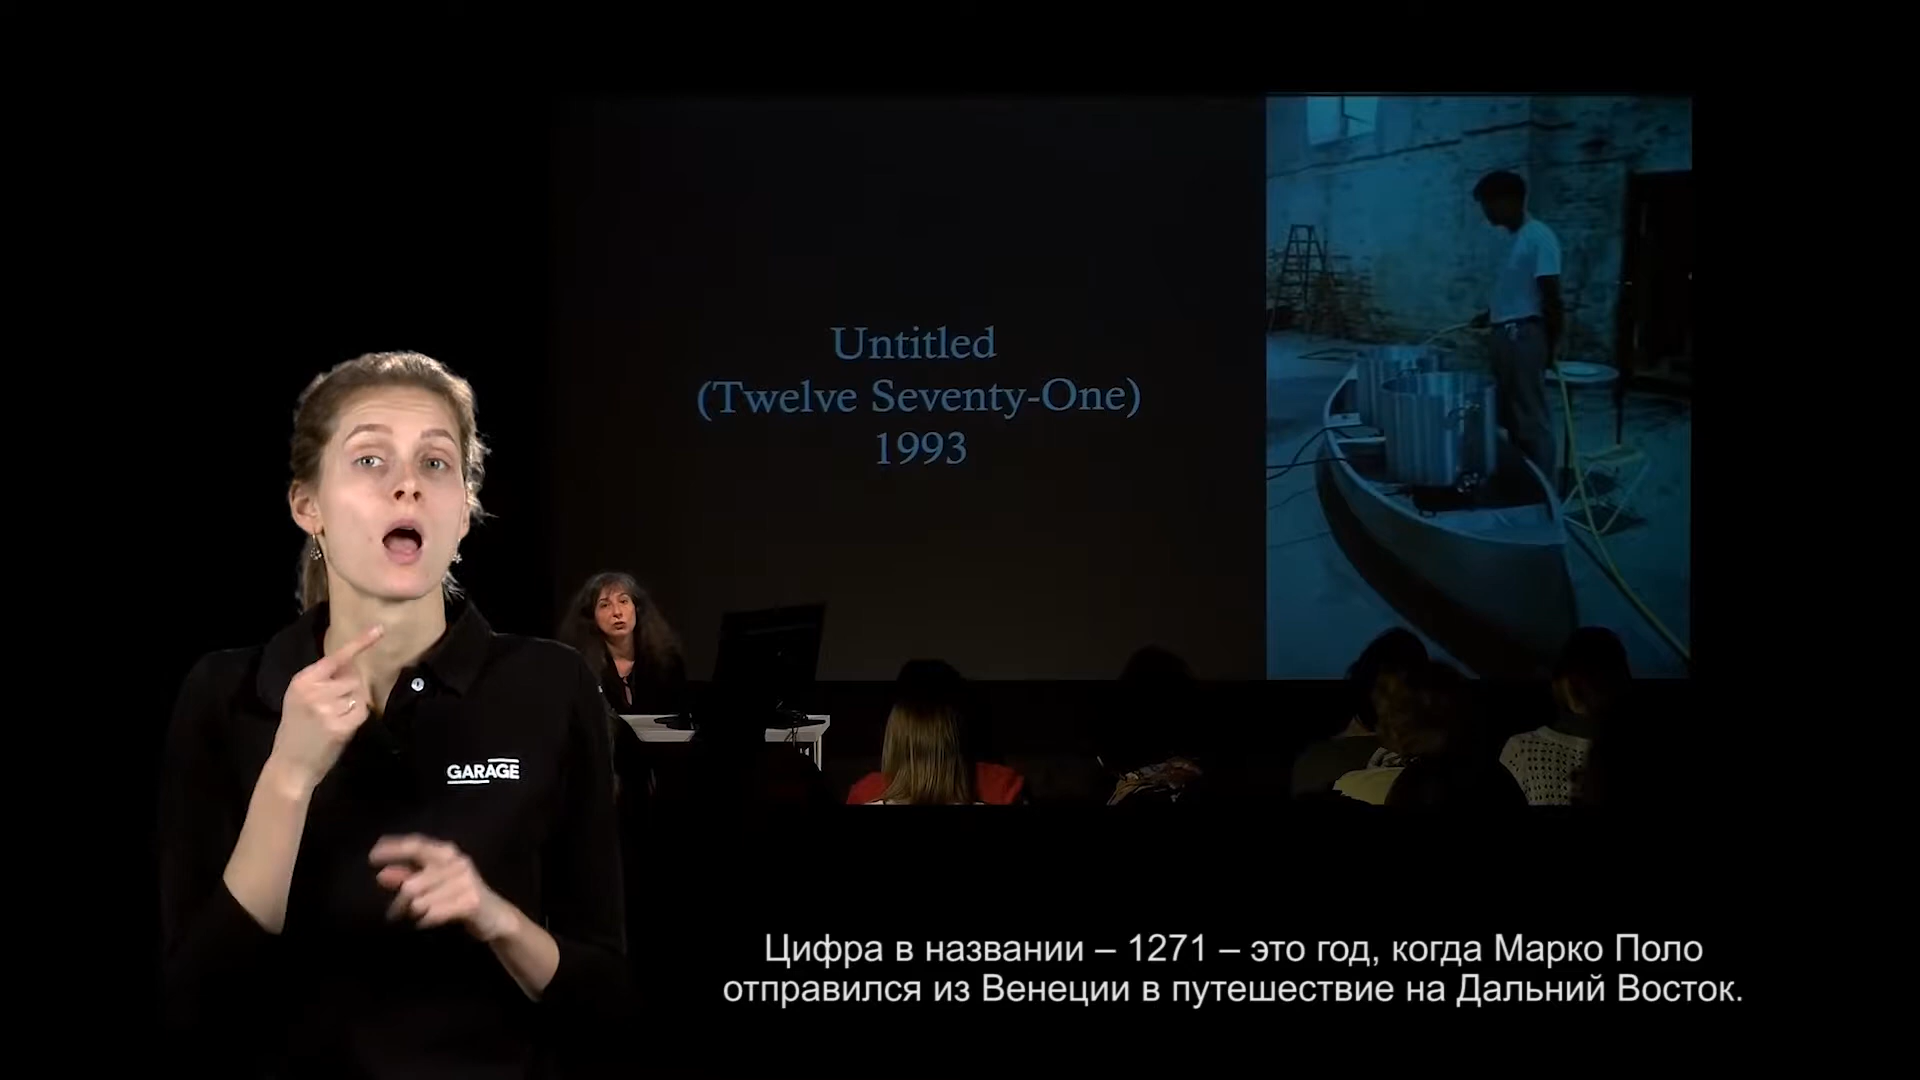 Untitled
(Twelve Seventy-One)
1993
GARAGE
Цифра в названии – 1271 – это год, когда Марко Поло
отправился из Венеции в путешествие на Дальний Восток.